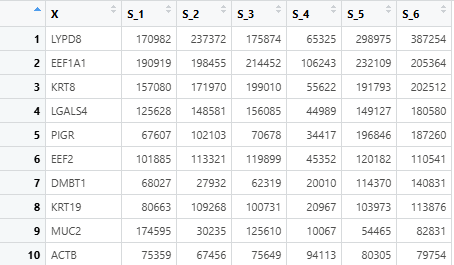 X S_1 S_2 S_3 S_4 S_5 S_6
1 LYPD8 170982 237372 175874 65325 298975 387254
2 EEF1A1 190919 198455 214452 106243 232109 205364
3 KRT8 157080 171970 199010 55622 191793 202512
4 LGALS4 125628 148581 156085 44989 149127 180580
5 PIGR 67607 102103 70678 34417 196846 187260
6 EEF2 101885 113321 119899 45352 120182 110541
7 DMBT1 68027 27932 62319 20010 114370 140831
8 KRT19 80663 109268 100731 20967 103973 113876
9 MUC2 174595 30235 125610 10067 54465 82831
10 ACTB 75359 67456 75649 94113 80305 79754